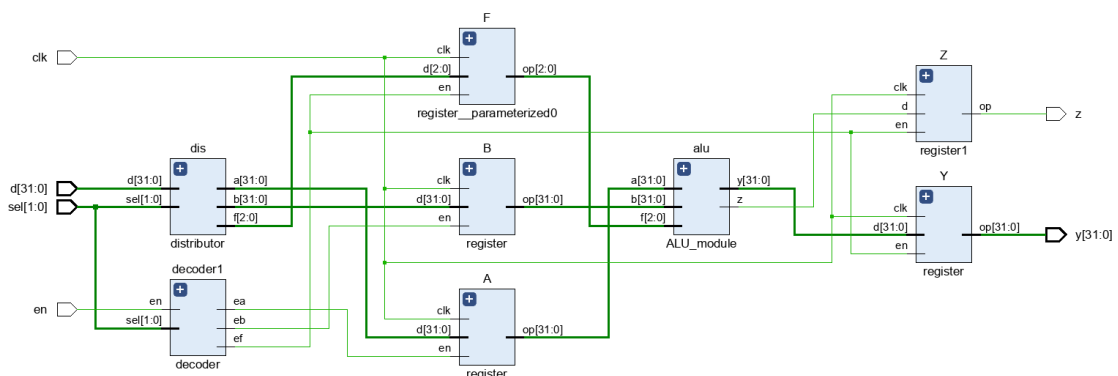 clk
d[31:0]
sel[1:0]
en
dis
d[31:0]
sel[1:0]
a[31:0]
b[31:0]
f[2:0]
distributor
decoder1
en
sel[1:0]
ea
eb
ef
decoder
F
clk
d[2:0]
en
op[2:0]
register__parameterized0
B
clk
d[31:0]
en
op[31:0]
register
A
clk
d[31:0]
en
op[31:0]
register
alu
a[31:0]
b[31:0]
f[2:0]
y[31:0]
z
ALU_module
Z
clk
d
en
op
register1
Y
clk
d[31:0]
en
op[31:0]
register
z
y[31:0]